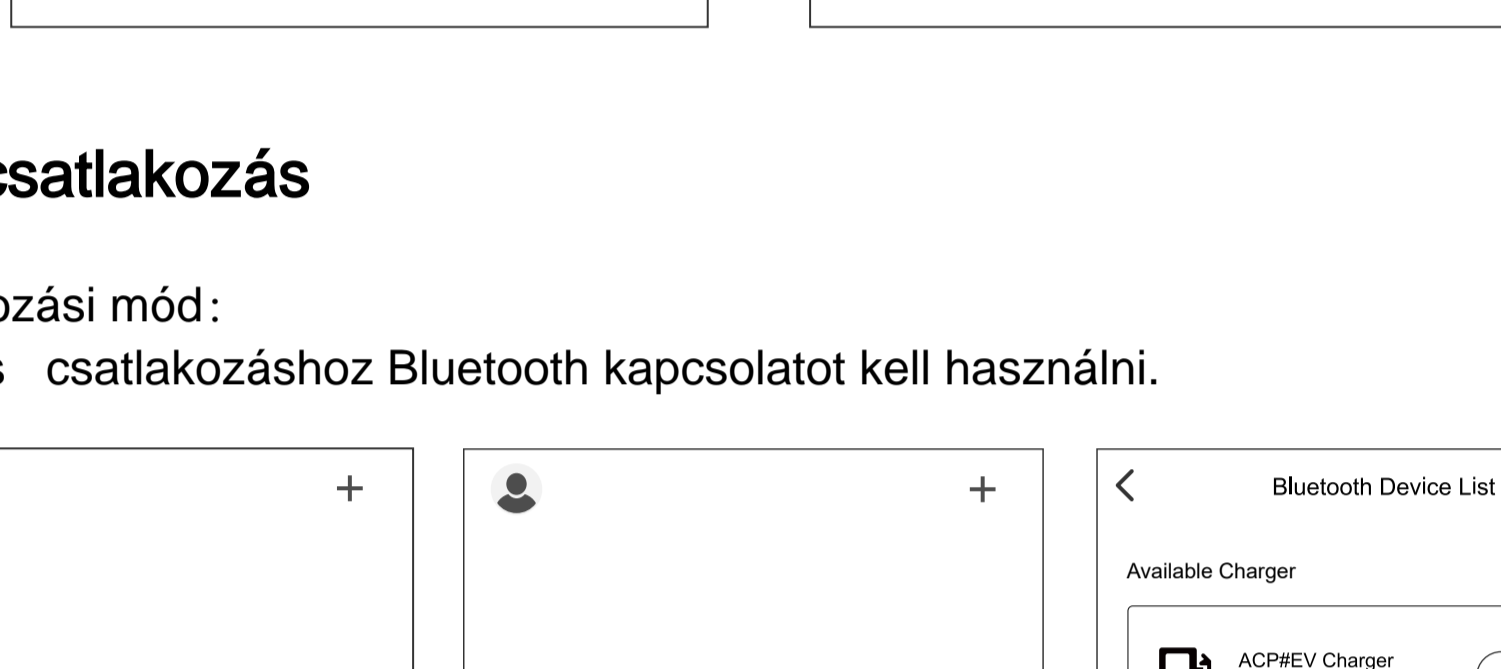 csatlakozás
ozási mód:
s csatlakozáshoz Bluetooth kapcsolatot kell használni.
+
+
Bluetooth Device List
Available Charger
ACP#EV Charger